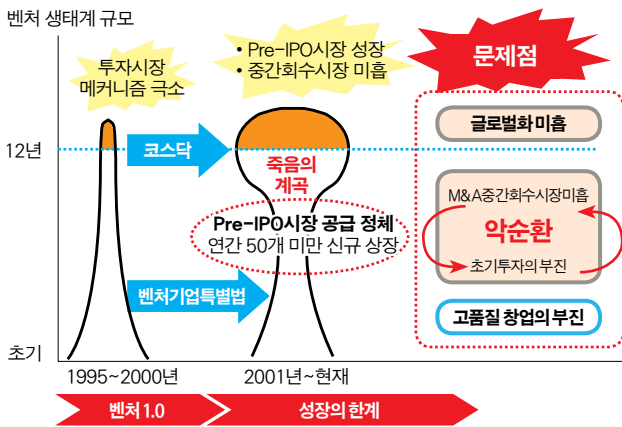 벤처 생태계 규모
투자시장
메커니즘 극소
• Pre-IPO시장 성장
• 중간회수시장 미흡
문제점
12년
코스닥
죽음의
계곡
글로벌화 미흡
Pre-IPO시장 공급 정체
연간 50개 미만 신규 상장
M&A중간회수시장미흡
악순환
초기투자의 부진
벤처기업특별법
고품질 창업의 부진
초기
1995~2000년
2001년~현재
벤처 1.0
성장의 한계